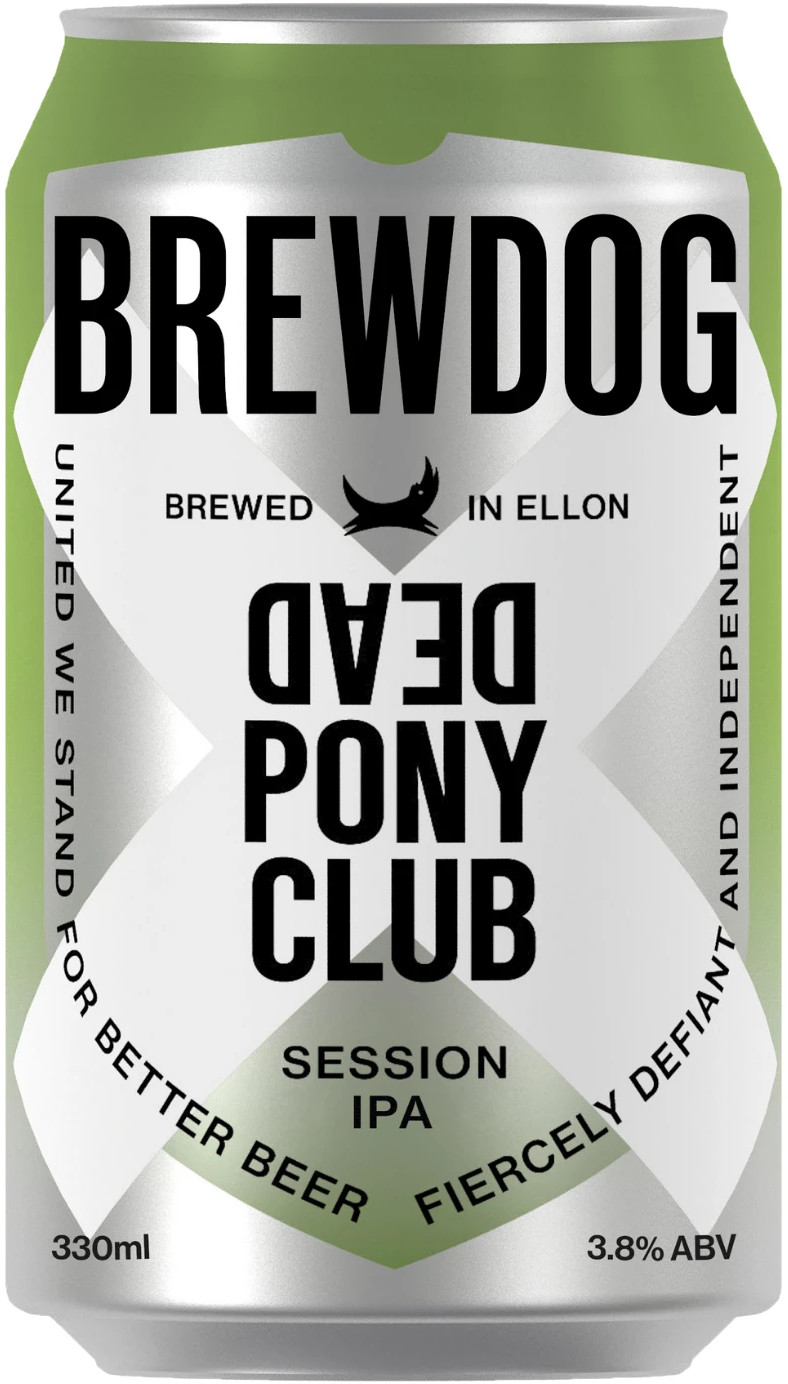 BREWDOG
BREWED IN ELLON
DEAD
PONY
CLUB
SESSION
IPA
UNITED WE STAND FOR BETTER BEER
FIERCELY DEFIANT AND INDEPENDENT
330ml
3.8% ABV